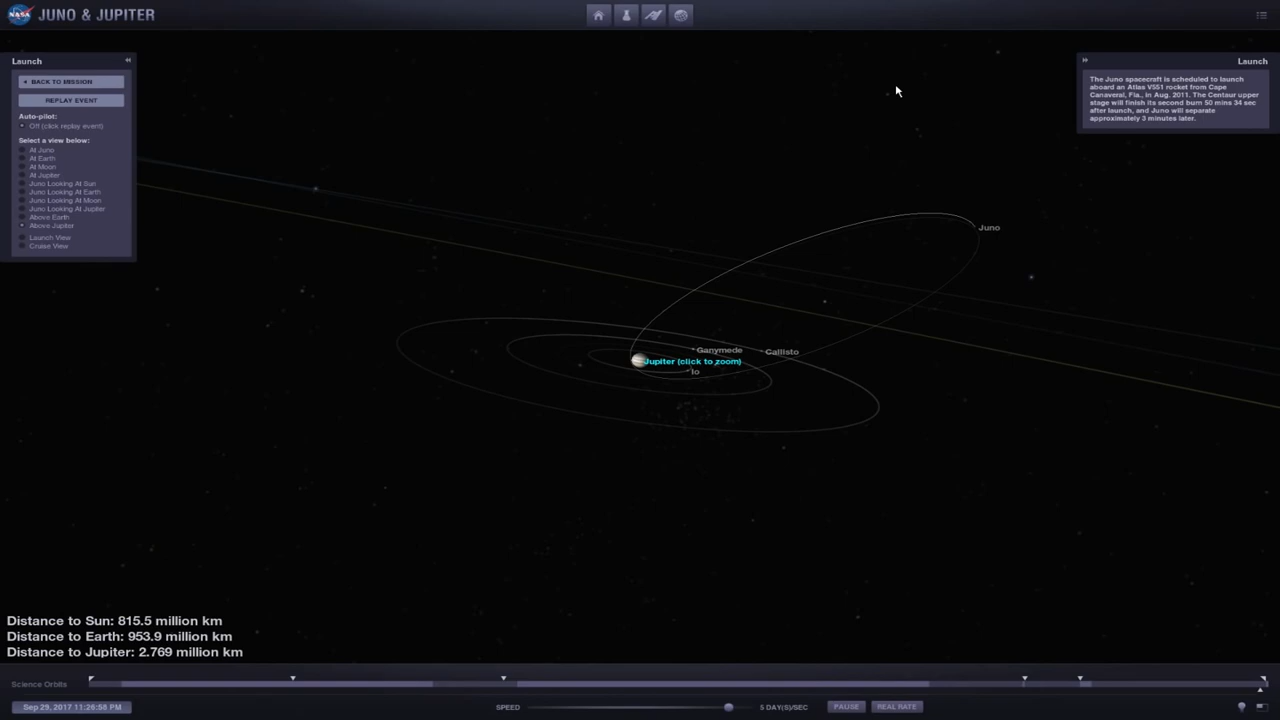 NASA JUNO & JUPITER
Launch
BACK TO MISSION
REPLAY EVENT
Auto-pilot:
Off (click replay event)
Select a view below:
At Juno
At Earth
At Moon
At Jupiter
Juno Looking At Sun
Juno Looking At Earth
Juno Looking At Moon
Juno Looking At Jupiter
Above Earth
Above Jupiter
Launch View
Cruise View
Launch
The Juno spacecraft is scheduled to launch
aboard an Atlas V551 rocket from Cape
Canaveral, Fla., in Aug. 2011. The Centaur upper
stage will finish its second burn 50 mins 34 sec
after launch, and Juno will separate
approximately 3 minutes later.
Juno
Ganymede
Callisto
Jupiter (click to zoom)
Io
Distance to Sun: 815.5 million km
Distance to Earth: 953.9 million km
Distance to Jupiter: 2.769 million km
Science Orbits
Sep 29, 2017 11:26:58 PM
SPEED
5 DAY(S)/SEC
PAUSE
REAL RATE